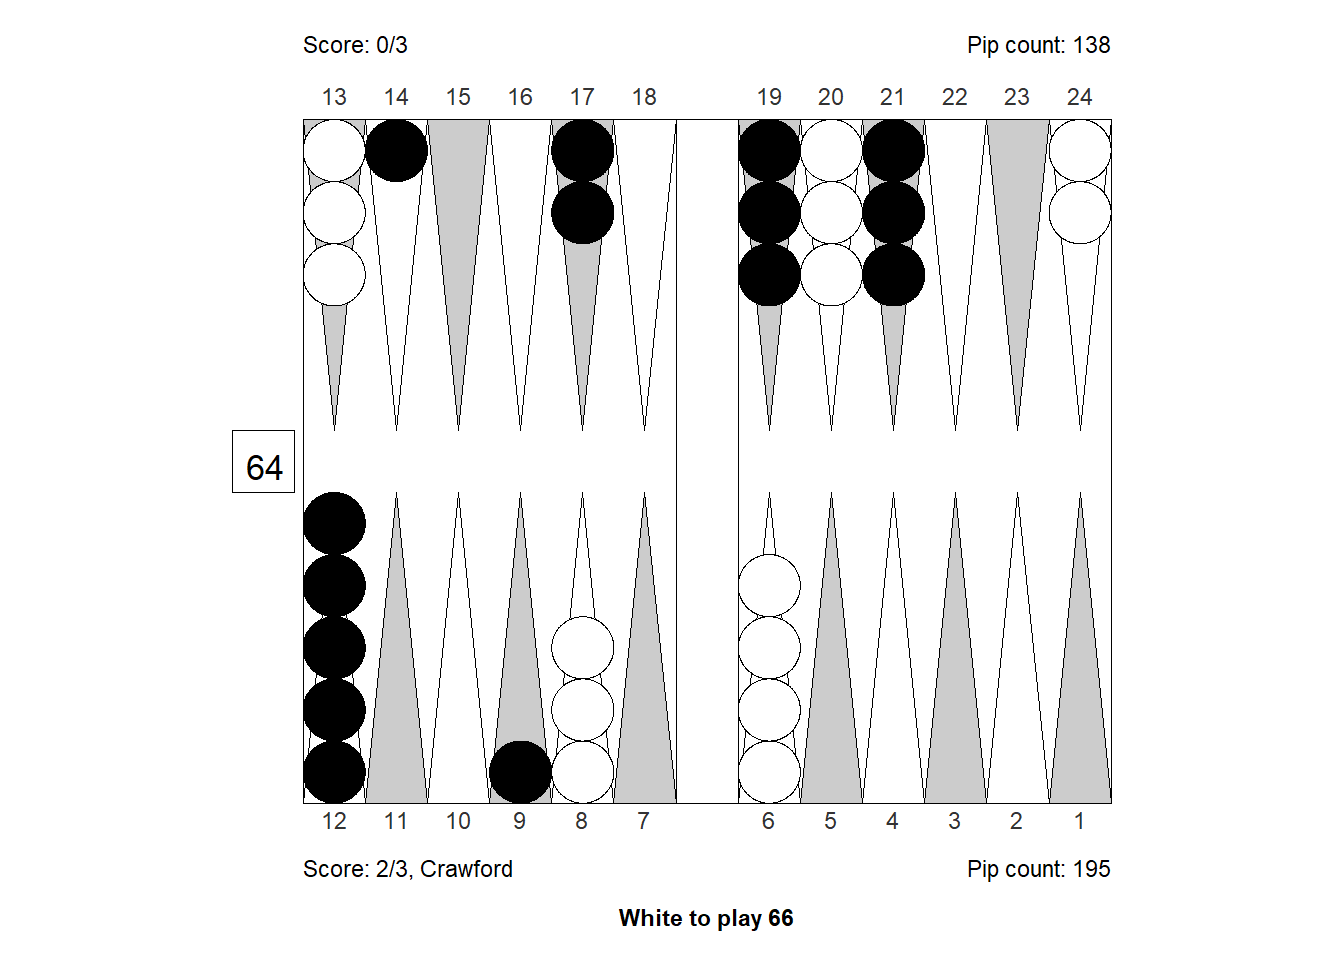 Score: 0/3 Pip count: 138
13 14 15 16 17 18 19 20 21 22 23 24
64
12 11 10 9 8 7 6 5 4 3 2 1
Score: 2/3, Crawford Pip count: 195
White to play 66